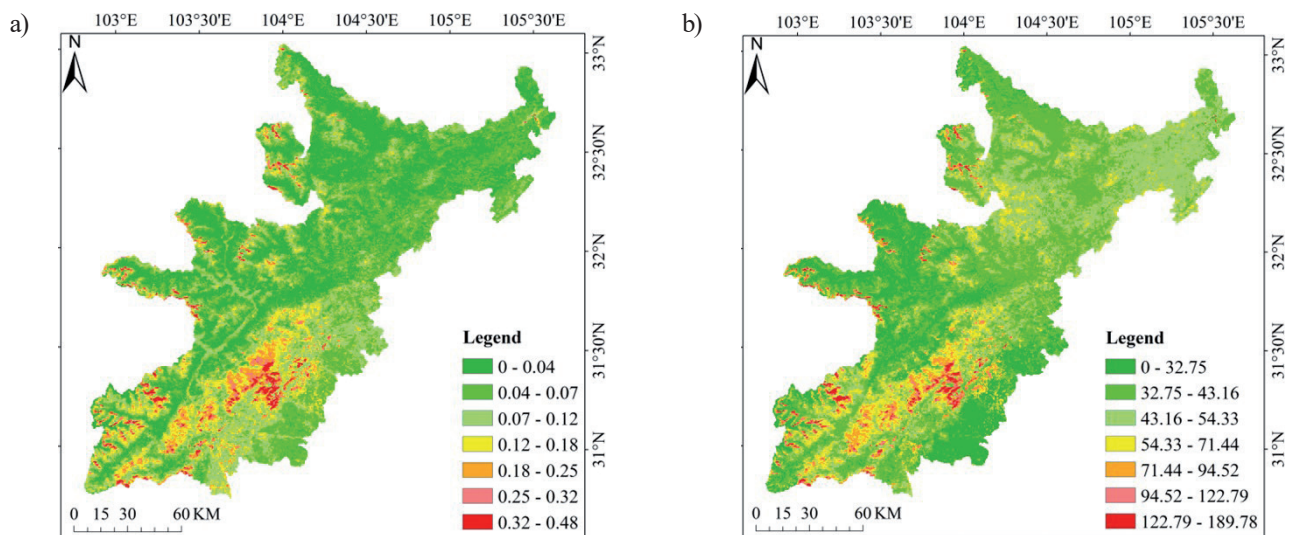 a)
103°E 103°30'E 104°E 104°30'E 105°E 105°30'E
N
33°N
32°30'N
32°N
31°30'N
31°N
Legend
0 - 0.04
0.04 - 0.07
0.07 - 0.12
0.12 - 0.18
0.18 - 0.25
0.25 - 0.32
0.32 - 0.48
0 15 30 60 KM
b)
103°E 103°30'E 104°E 104°30'E 105°E 105°30'E
N
33°N
32°30'N
32°N
31°30'N
31°N
Legend
0 - 32.75
32.75 - 43.16
43.16 - 54.33
54.33 - 71.44
71.44 - 94.52
94.52 - 122.79
122.79 - 189.78
0 15 30 60 KM